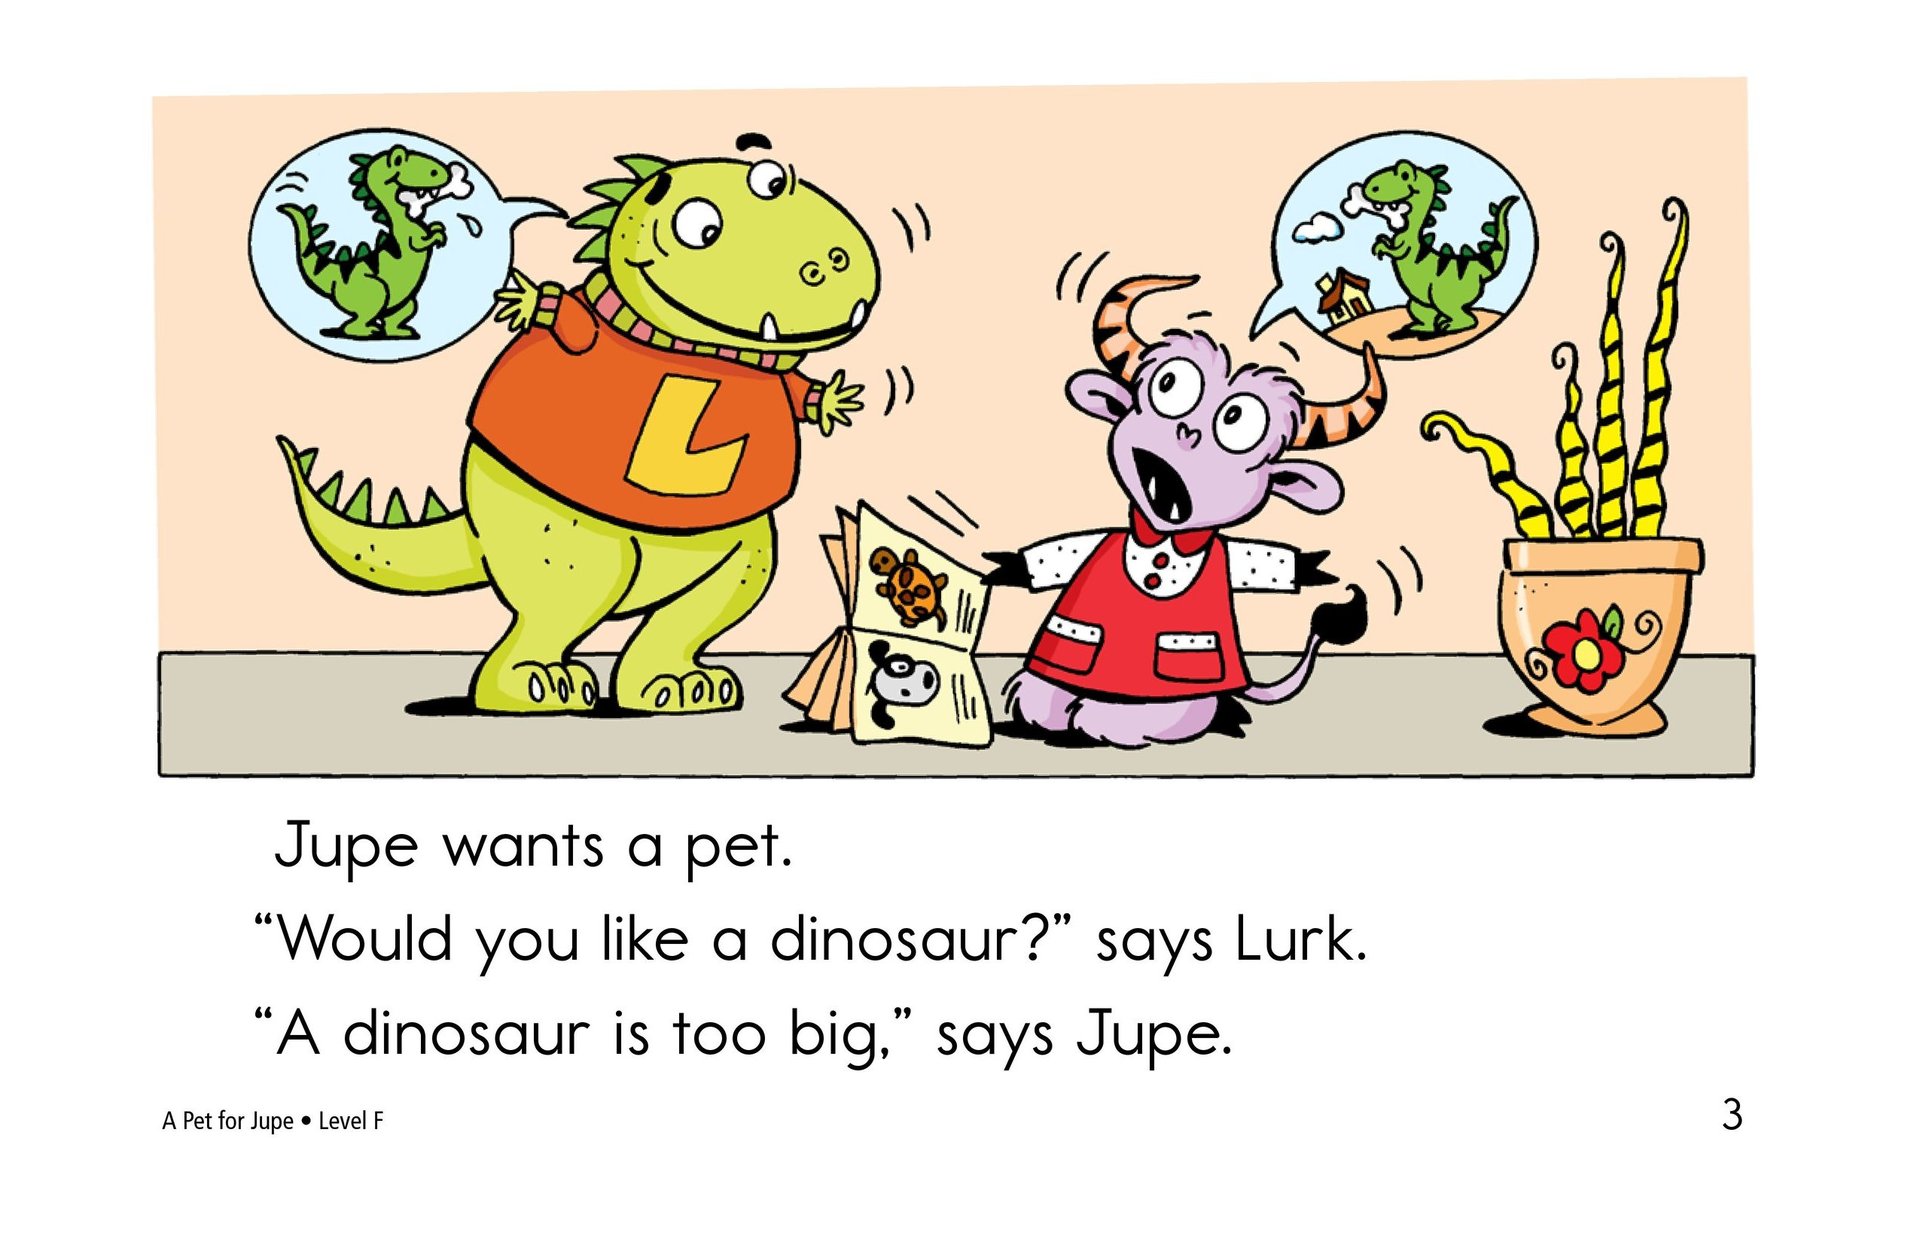 L
Jupe wants a pet.
“Would you like a dinosaur?” says Lurk.
“A dinosaur is too big,” says Jupe.
A Pet for Jupe • Level F
3